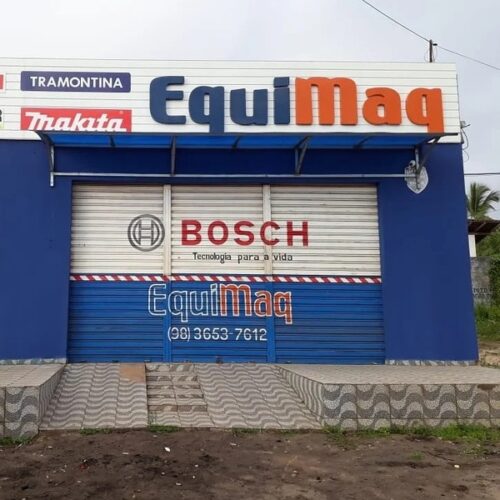 TRAMONTINA
Makita
EquiMaq
BOSCH
Tecnologia para a vida
EquiMaq
(98) 3653-7612